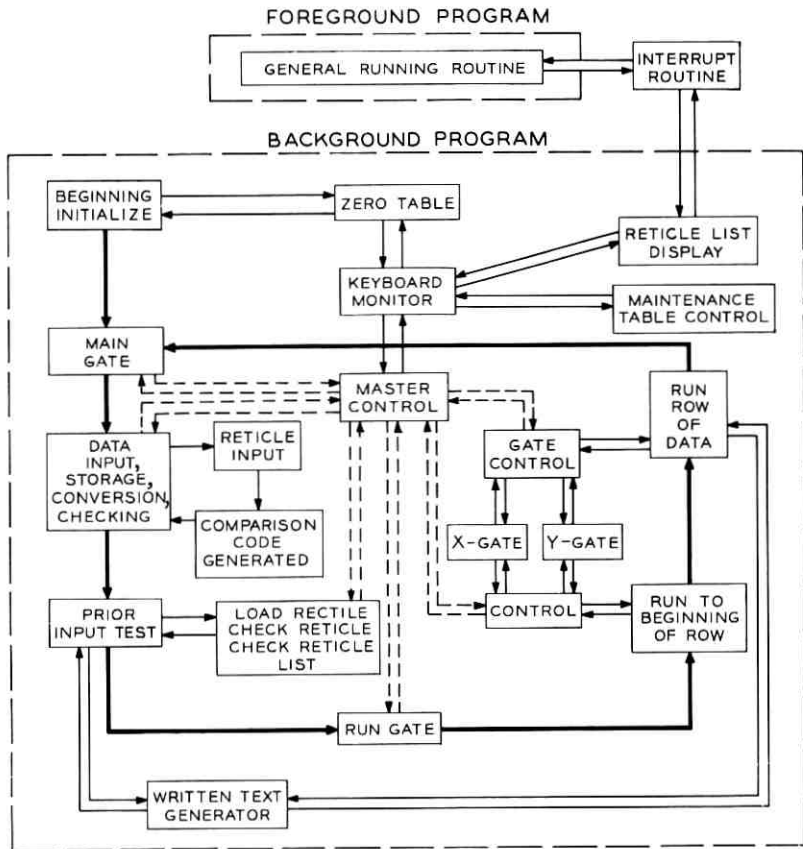 FOREGROUND PROGRAM
GENERAL RUNNING ROUTINE
INTERRUPT
ROUTINE
BACKGROUND PROGRAM
BEGINNING
INITIALIZE
ZERO TABLE
RETICLE LIST
DISPLAY
KEYBOARD
MONITOR
MAINTENANCE
TABLE CONTROL
MAIN
GATE
MASTER
CONTROL
RUN
ROW
OF
DATA
DATA
INPUT,
STORAGE,
CONVERSION,
CHECKING
RETICLE
INPUT
GATE
CONTROL
COMPARISON
CODE
GENERATED
X-GATE
Y-GATE
PRIOR
INPUT TEST
LOAD RECTILE
CHECK RETICLE
CHECK RETICLE
LIST
CONTROL
RUN TO
BEGINNING
OF ROW
RUN GATE
WRITTEN TEXT
GENERATOR